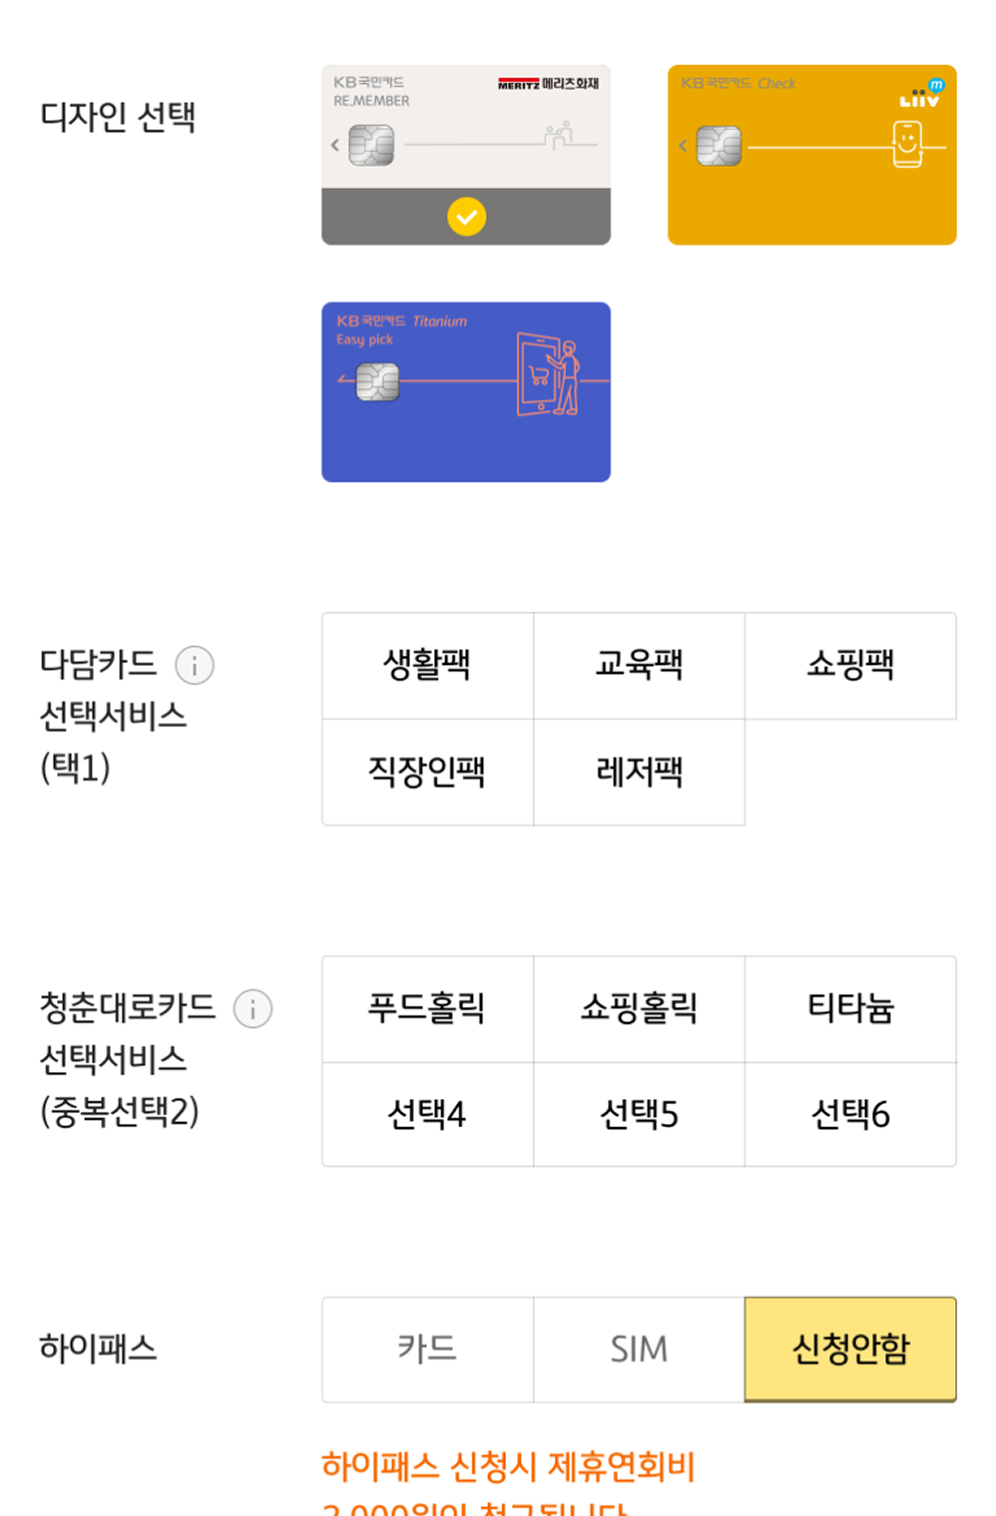 디자인 선택
KB국민카드
RE.MEMBER
MERITZ 메리츠화재
KB국민카드 Check
Liiv m
KB국민카드 Titanium
Easy pick
다담카드 i
선택서비스
(택1)
생활팩 교육팩 쇼핑팩
직장인팩 레저팩
청춘대로카드 i
선택서비스
(중복선택2)
푸드홀릭 쇼핑홀릭 티타늄
선택4 선택5 선택6
하이패스
카드 SIM 신청안함
하이패스 신청시 제휴연회비